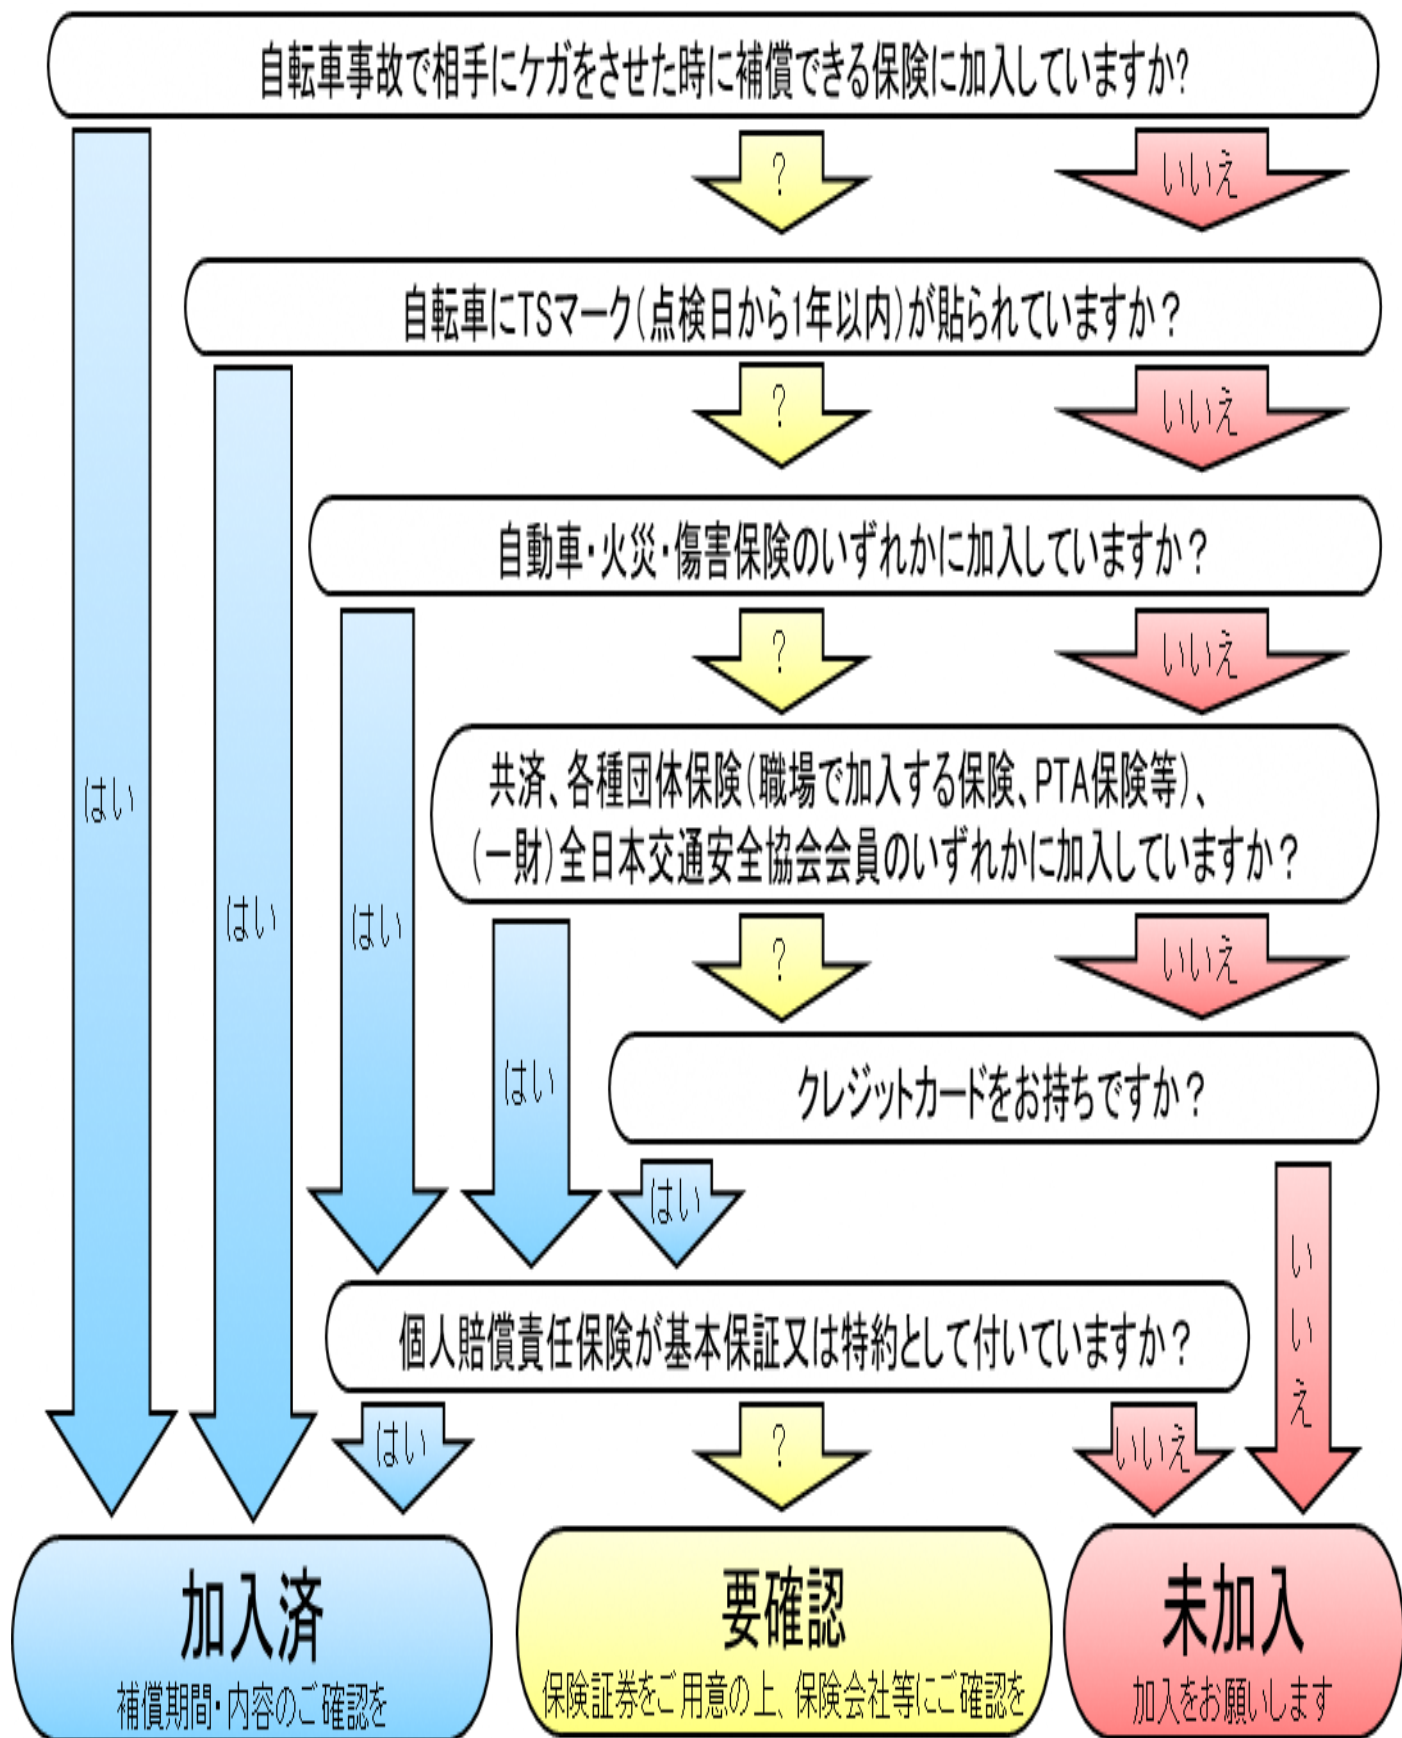 自転車事故で相手にケガをさせた時に補償できる保険に加入していますか?
?
いいえ
自転車にTSマーク(点検日から1年以内)が貼られていますか?
?
いいえ
自動車・火災・傷害保険のいずれかに加入していますか?
?
いいえ
共済、各種団体保険(職場で加入する保険、PTA保険等)、
(一財)全日本交通安全協会会員のいずれかに加入していますか?
はい
はい
はい
?
いいえ
クレジットカードをお持ちですか?
はい
はい
いいえ
個人賠償責任保険が基本保証又は特約として付いていますか?
はい
?
いいえ
加入済
補償期間・内容のご確認を
要確認
保険証券をご用意の上、保険会社等にご確認を
未加入
加入をお願いします